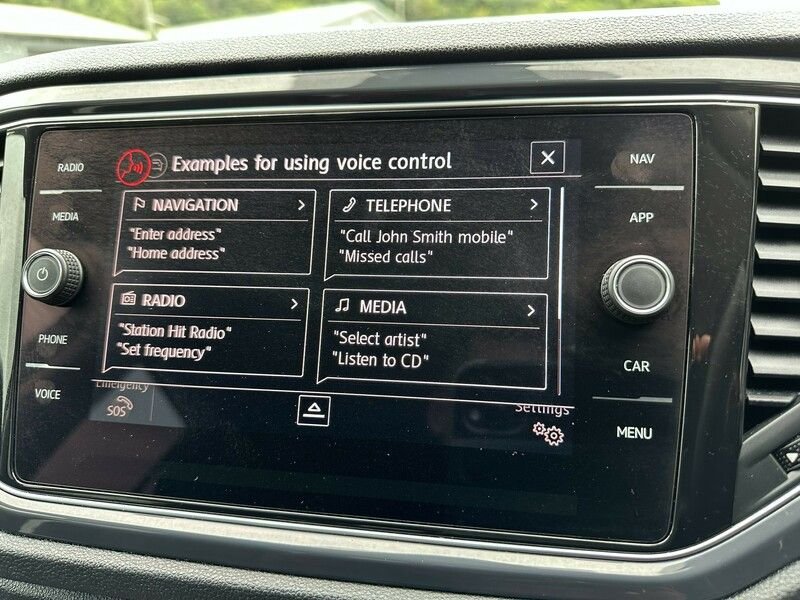 RADIO
MEDIA
PHONE
VOICE
Examples for using voice control
NAVIGATION
"Enter address"
"Home address"
TELEPHONE
"Call John Smith mobile"
"Missed calls"
RADIO
"Station Hit Radio"
"Set frequency"
MEDIA
"Select artist"
"Listen to CD"
Emergency
SOS
Settings
NAV
APP
CAR
MENU